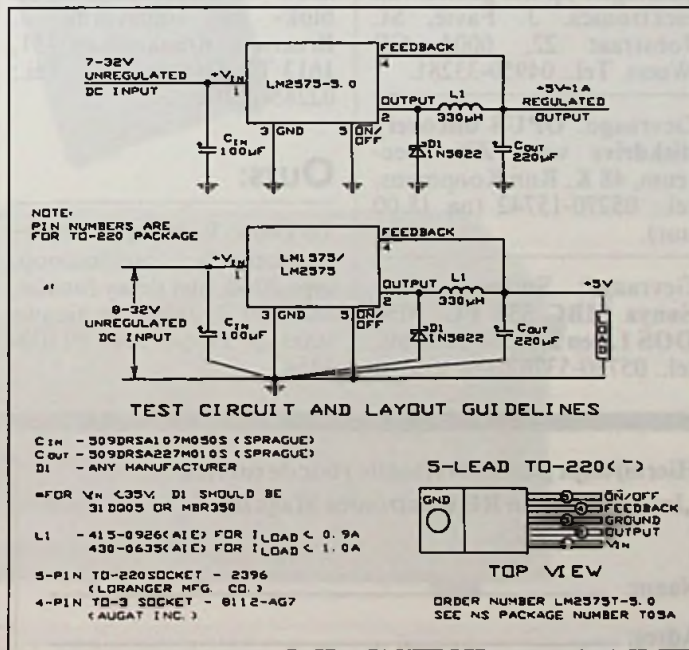 7-32V
UNREGULATED
DC INPUT
+VIN
1
LM2575-5.0
FEEDBACK
4
OUTPUT
2
L1
330µH
+5V-1A
REGULATED
OUTPUT
3 GND
5 ON/OFF
CIN
100µF
D1
1N5822
COUT
220µF
NOTE:
PIN NUMBERS ARE
FOR TO-220 PACKAGE
+VIN
1
LM1575/
LM2575
FEEDBACK
4
OUTPUT
2
L1
330µH
+5V
8-32V
UNREGULATED
DC INPUT
CIN
100µF
3 GND
5 ON/OFF
D1
1N5822
COUT
220µF
LOAD
TEST CIRCUIT AND LAYOUT GUIDELINES
CIN - 509DRSA107M050S (SPRAGUE)
COUT - 509DRSA227M010S (SPRAGUE)
D1 - ANY MANUFACTURER
*FOR VIN <35V, D1 SHOULD BE
31DQ05 OR MBR350
L1 - 415-0926(AIE) FOR ILOAD < 0.9A
430-0635(AIE) FOR ILOAD < 1.0A
5-PIN TO-220 SOCKET - 2396
(LORANGER MFG. CO.)
4-PIN TO-3 SOCKET - 8112-AG7
(AUGAT INC.)
5-LEAD TO-220(-)
GND
ON/OFF
FEEDBACK
GROUND
OUTPUT
VIN
TOP VIEW
ORDER NUMBER LM2575T-5.0
SEE NS PACKAGE NUMBER T05A